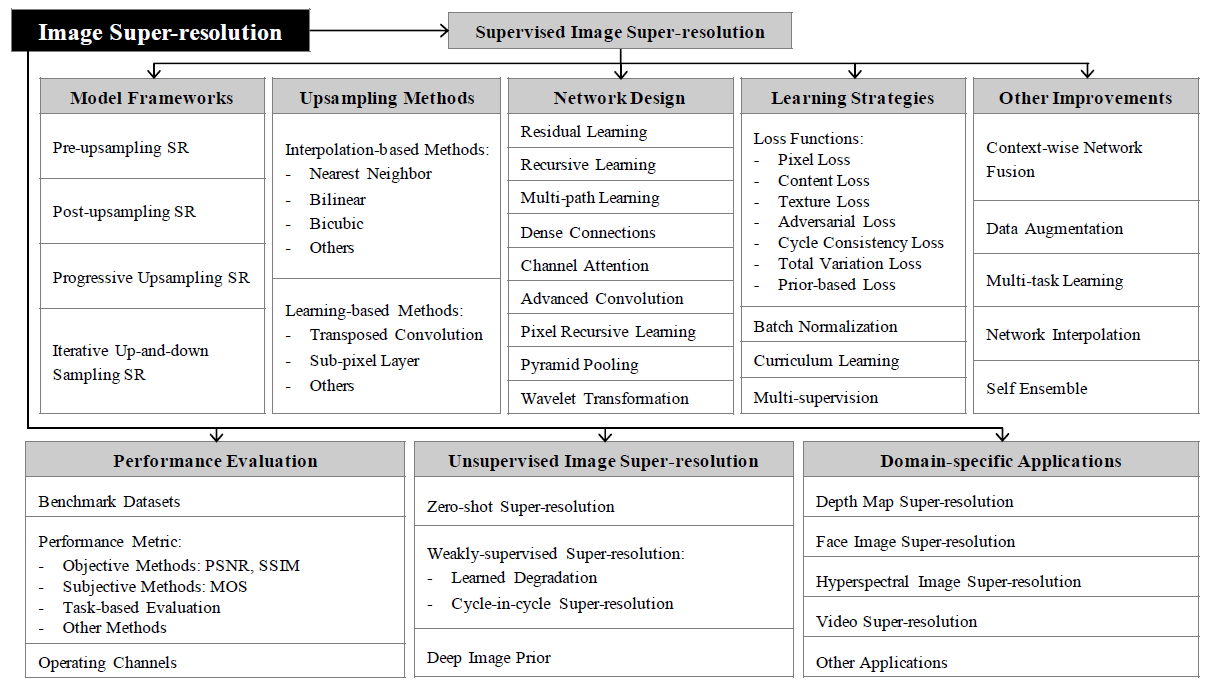 Image Super-resolution
Supervised Image Super-resolution
Model Frameworks
Pre-upsampling SR
Post-upsampling SR
Progressive Upsampling SR
Iterative Up-and-down
Sampling SR
Upsampling Methods
Interpolation-based Methods:
- Nearest Neighbor
- Bilinear
- Bicubic
- Others
Learning-based Methods:
- Transposed Convolution
- Sub-pixel Layer
- Others
Network Design
Residual Learning
Recursive Learning
Multi-path Learning
Dense Connections
Channel Attention
Advanced Convolution
Pixel Recursive Learning
Pyramid Pooling
Wavelet Transformation
Learning Strategies
Loss Functions:
- Pixel Loss
- Content Loss
- Texture Loss
- Adversarial Loss
- Cycle Consistency Loss
- Total Variation Loss
- Prior-based Loss
Batch Normalization
Curriculum Learning
Multi-supervision
Other Improvements
Context-wise Network
Fusion
Data Augmentation
Multi-task Learning
Network Interpolation
Self Ensemble
Performance Evaluation
Benchmark Datasets
Performance Metric:
- Objective Methods: PSNR, SSIM
- Subjective Methods: MOS
- Task-based Evaluation
- Other Methods
Operating Channels
Unsupervised Image Super-resolution
Zero-shot Super-resolution
Weakly-supervised Super-resolution:
- Learned Degradation
- Cycle-in-cycle Super-resolution
Deep Image Prior
Domain-specific Applications
Depth Map Super-resolution
Face Image Super-resolution
Hyperspectral Image Super-resolution
Video Super-resolution
Other Applications